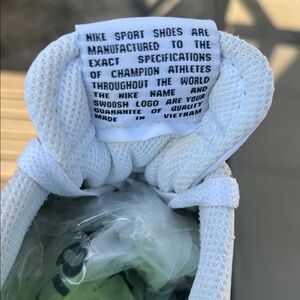 NIKE SPORT SHOES ARE
MANUFACTURED TO THE
EXACT SPECIFICATIONS
OF CHAMPION ATHLETES
THROUGHOUT THE WORLD
THE NIKE NAME AND
SWOOSH LOGO ARE YOUR
GUARANTEE OF QUALITY
MADE IN VIETNAM